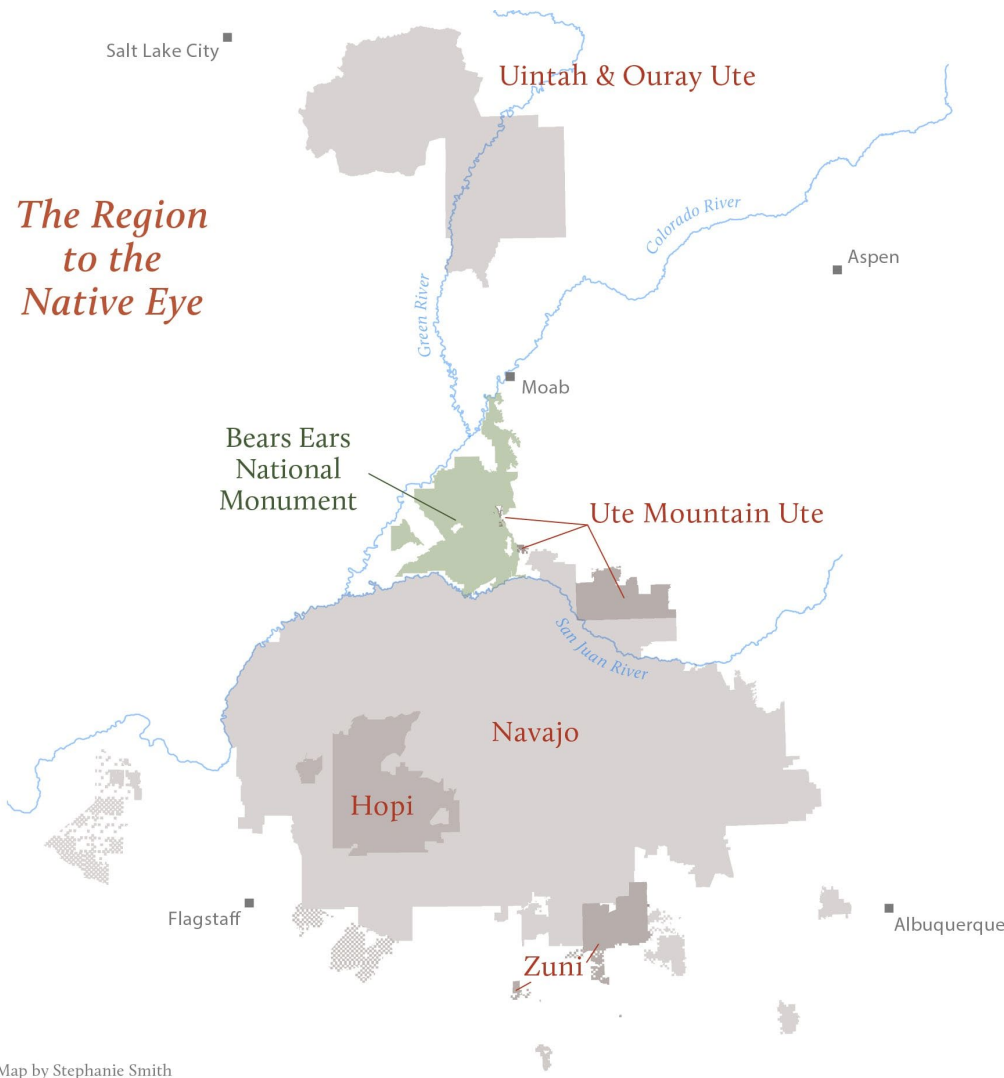 Salt Lake City
Uintah & Ouray Ute
The Region
to the
Native Eye
Colorado River
Aspen
Green River
Moab
Bears Ears
National
Monument
Ute Mountain Ute
San Juan River
Navajo
Hopi
Flagstaff
Albuquerque
Zuni
Map by Stephanie Smith